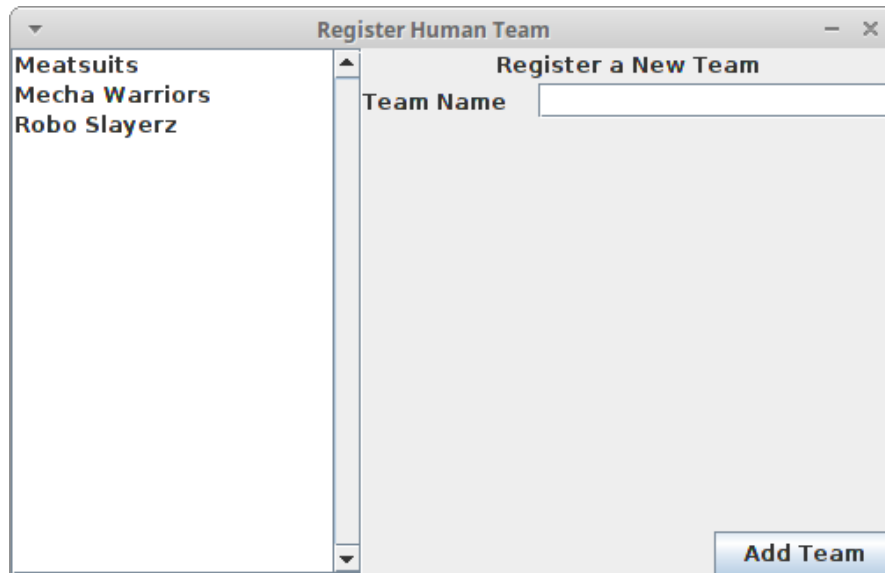 Register Human Team
Meatsuits
Mecha Warriors
Robo Slayerz
Register a New Team
Team Name
Add Team